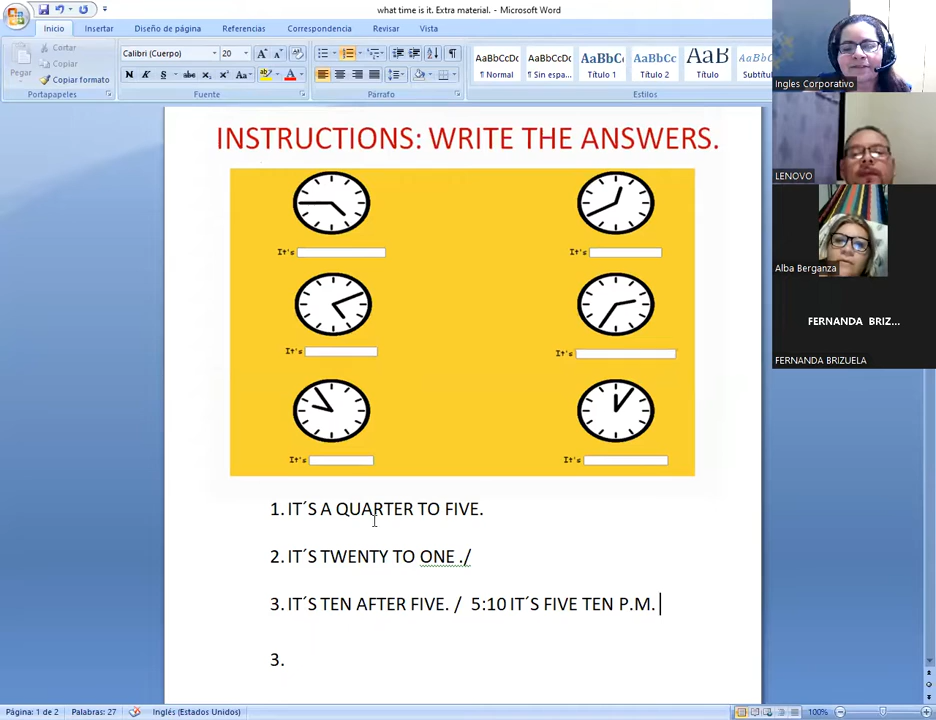 what time is it. Extra material. - Microsoft Word
Inicio Insertar Diseño de página Referencias Correspondencia Revisar Vista
Cortar
Copiar
Pegar
Copiar formato
Portapapeles
Calibri (Cuerpo) 20
Fuente
Párrafo
AaBbCcDc AaBbCcDc AaBbC AaBbCc AaB AaBbCc
¶ Normal ¶ Sin espa... Título 1 Título 2 Título Subtítu
Estilos
INSTRUCTIONS: WRITE THE ANSWERS.
It's
It's
It's
It's
It's
It's
1. IT´S A QUARTER TO FIVE.
2. IT´S TWENTY TO ONE ./
3. IT´S TEN AFTER FIVE. / 5:10 IT´S FIVE TEN P.M.
3.
Ingles Corporativo
LENOVO
Alba Berganza
FERNANDA BRIZ...
FERNANDA BRIZUELA
Página: 1 de 2 Palabras: 27 Inglés (Estados Unidos) 100%